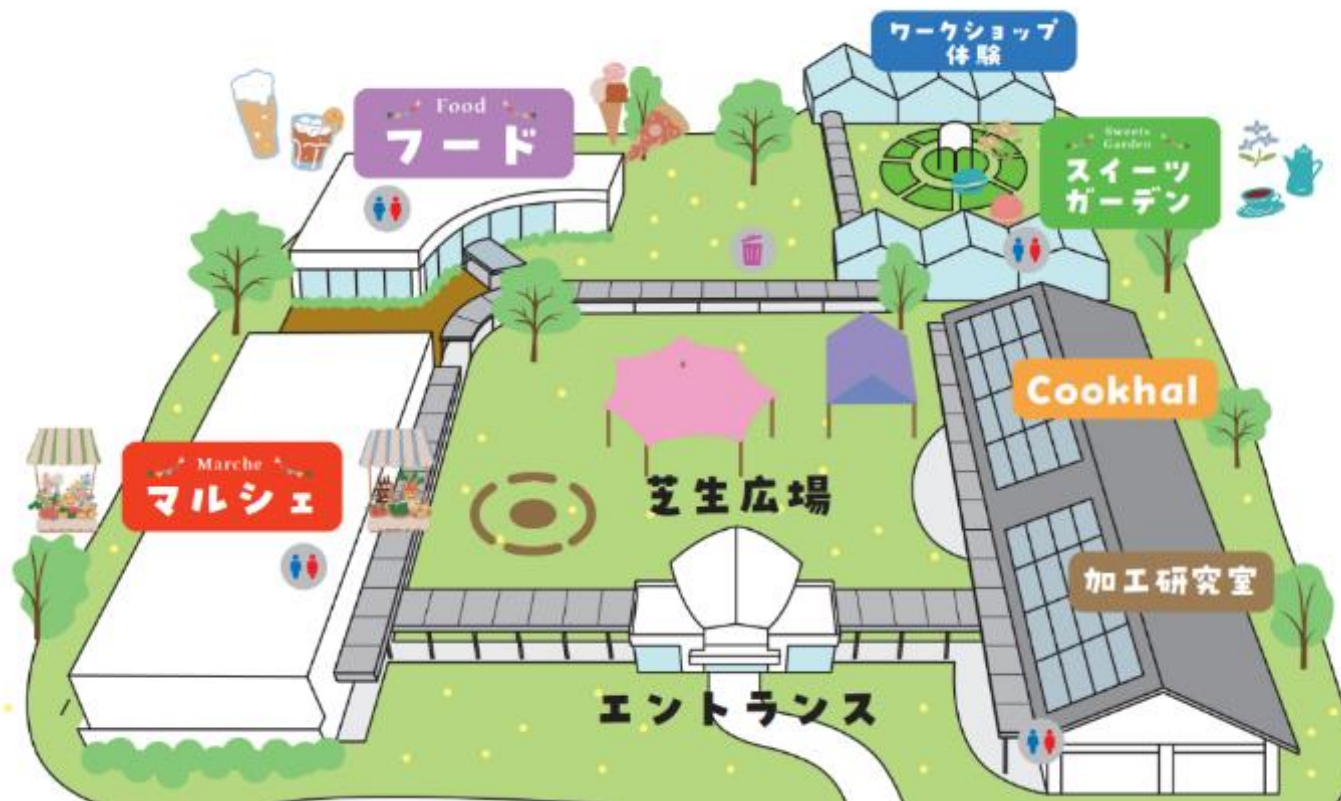 ワークショップ
体験
Food
フード
Sweets
Garden
スイーツ
ガーデン
Cookhal
Marche
マルシェ
芝生広場
加工研究室
エントランス